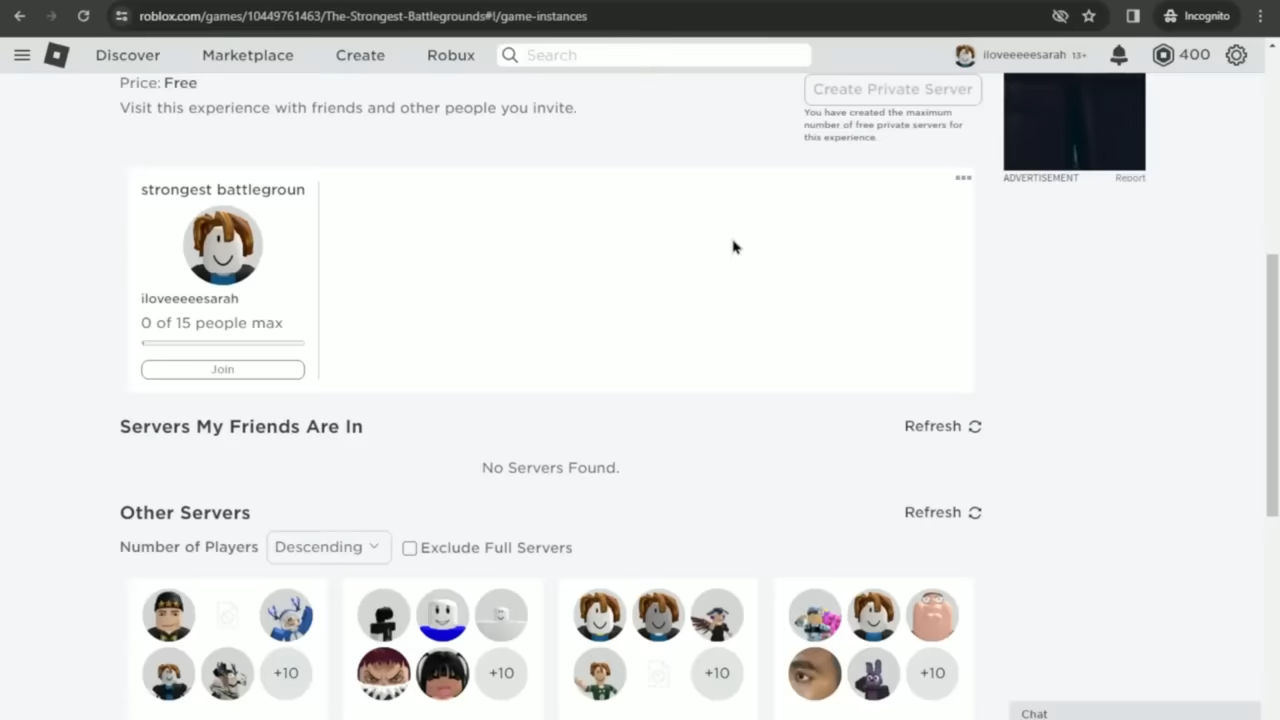 roblox.com/games/10449761463/The-Strongest-Battlegrounds#!/game-instances
Incognito
Discover
Marketplace
Create
Robux
Search
iloveeeeesarah 13+
400
Price: Free
Visit this experience with friends and other people you invite.
Create Private Server
You have created the maximum
number of free private servers for
this experience.
ADVERTISEMENT
Report
strongest battlegroun
iloveeeeesarah
0 of 15 people max
Join
Servers My Friends Are In
Refresh
No Servers Found.
Other Servers
Refresh
Number of Players
Descending
Exclude Full Servers
+10
+10
+10
+10
Chat